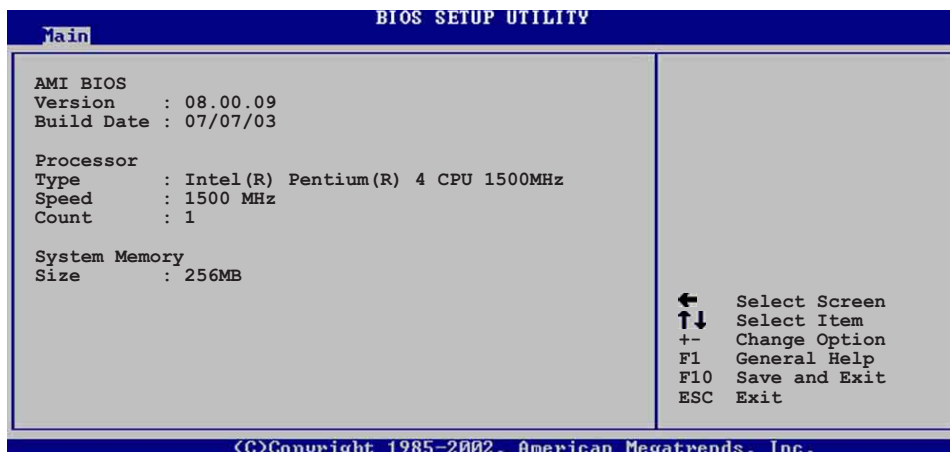 BIOS SETUP UTILITY
Main
AMI BIOS
Version : 08.00.09
Build Date : 07/07/03
Processor
Type : Intel(R) Pentium(R) 4 CPU 1500MHz
Speed : 1500 MHz
Count : 1
System Memory
Size : 256MB
← Select Screen
↑↓ Select Item
+- Change Option
F1 General Help
F10 Save and Exit
ESC Exit
(C)Copyright 1985-2002, American Megatrends, Inc.